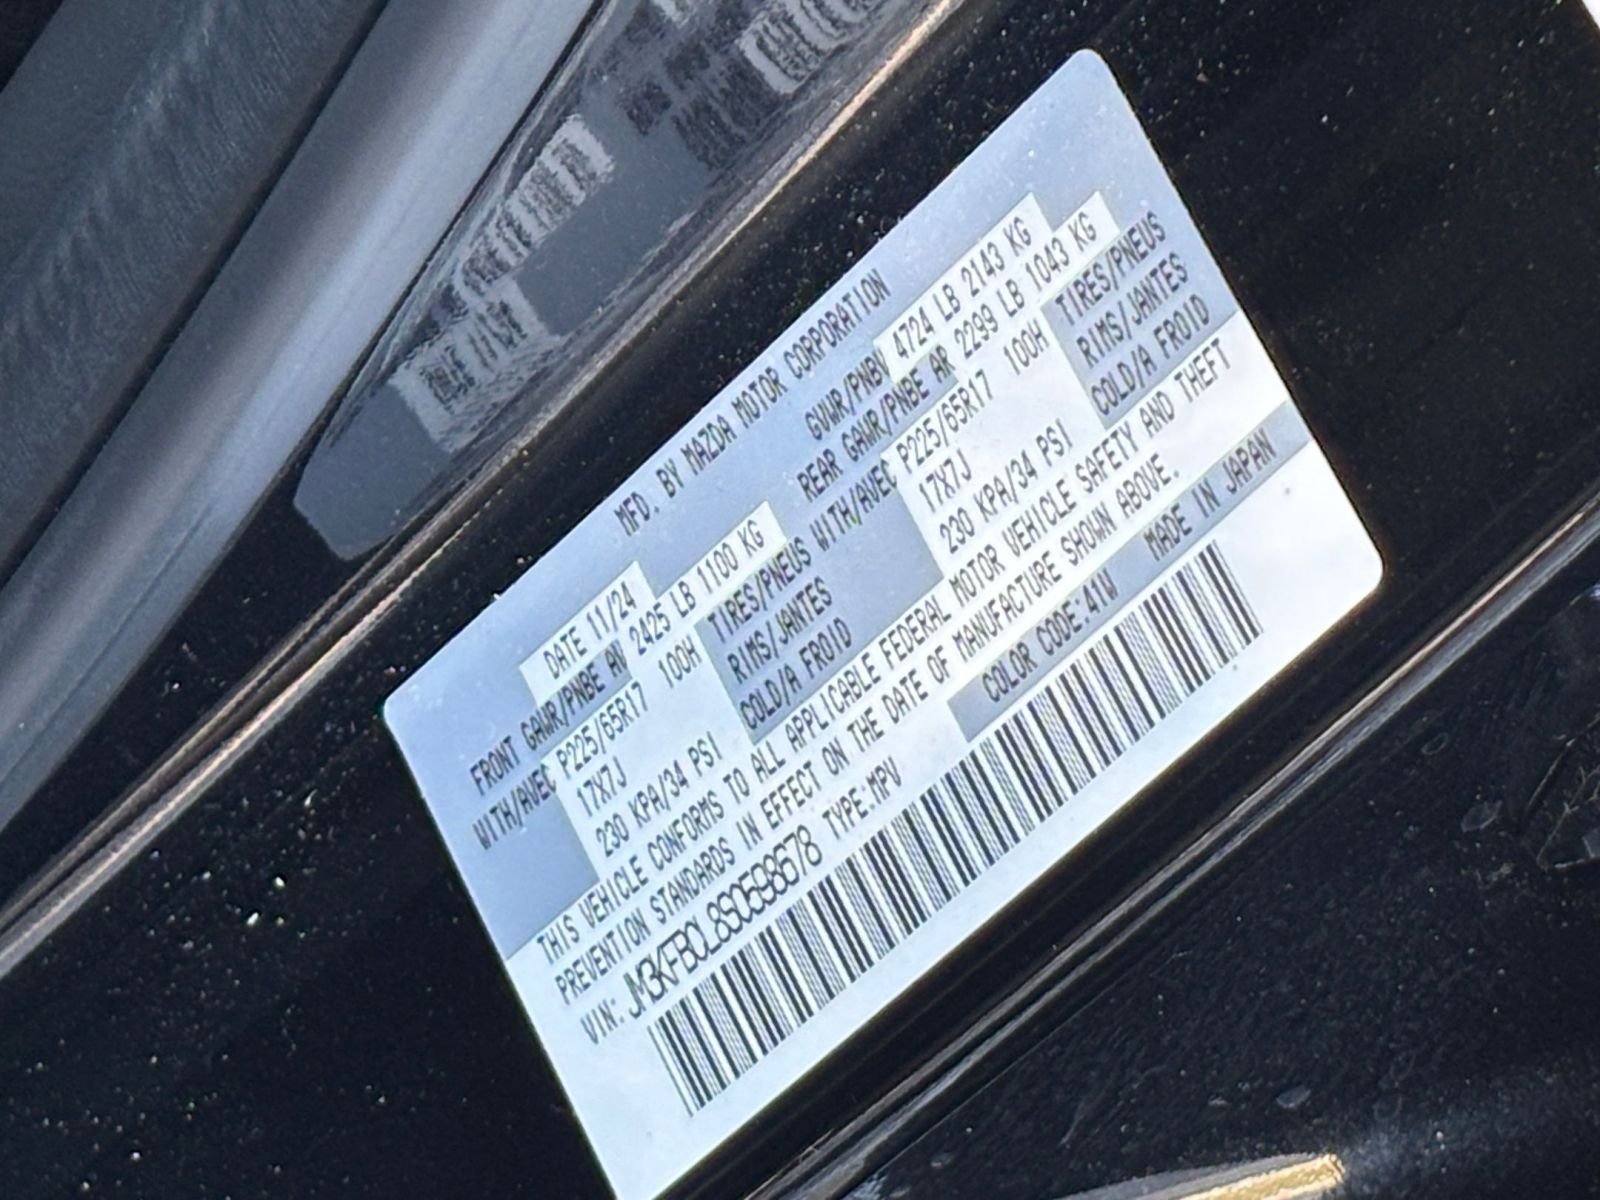 MFD. BY MAZDA MOTOR CORPORATION
DATE 11/24 GVWR/PNBV 4724 LB 2143 KG
FRONT GAWR/PNBE AV 2425 LB 1100 KG REAR GAWR/PNBE AR 2299 LB 1043 KG
WITH/AVEC P225/65R17 100H TIRES/PNEUS WITH/AVEC P225/65R17 100H TIRES/PNEUS
17X7J RIMS/JANTES 17X7J RIMS/JANTES
230 KPA/34 PSI COLD/A FROID 230 KPA/34 PSI COLD/A FROID
THIS VEHICLE CONFORMS TO ALL APPLICABLE FEDERAL MOTOR VEHICLE SAFETY AND THEFT
PREVENTION STANDARDS IN EFFECT ON THE DATE OF MANUFACTURE SHOWN ABOVE.
VIN: JM3KFBCL8S0598678 TYPE:MPV COLOR CODE:41W MADE IN JAPAN